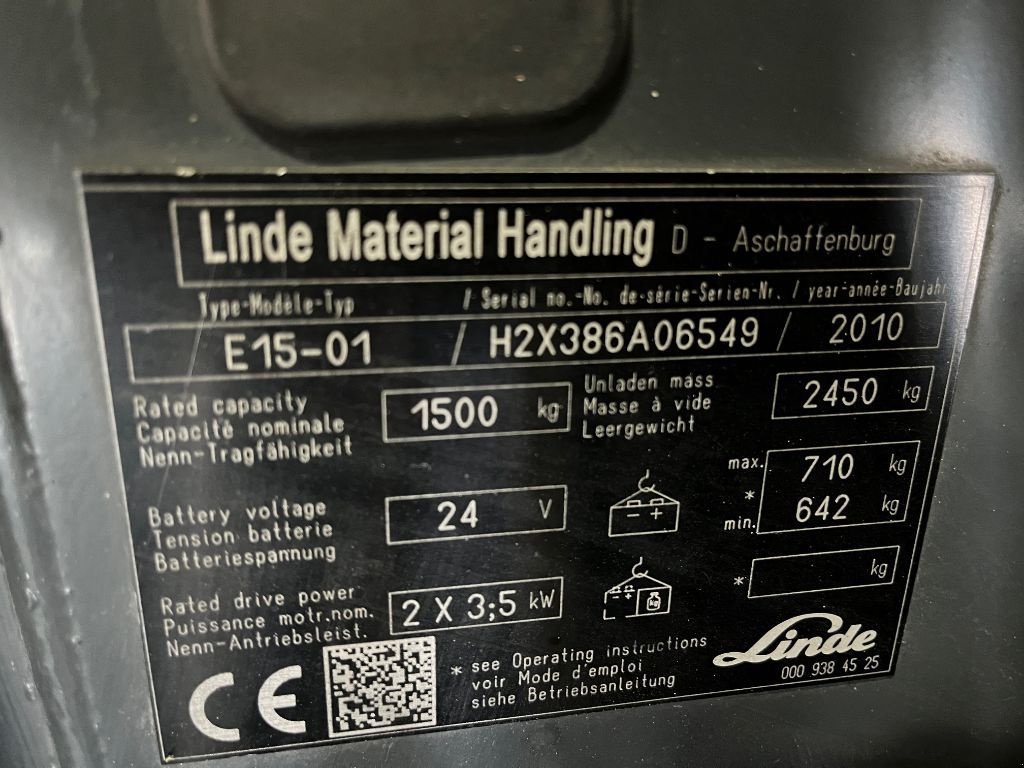 Linde Material Handling D - Aschaffenburg
Type-Modèle-Typ / Serial no.-No. de-série-Serien-Nr. / year-année-Baujahr
E15-01 / H2X386A06549 / 2010
Rated capacity
Capacité nominale
Nenn-Tragfähigkeit
1500 kg
Unladen mass
Masse à vide
Leergewicht
2450 kg
Battery voltage
Tension batterie
Batteriespannung
24 V
- +
max. 710 kg
*
min. 642 kg
Rated drive power
Puissance motr.nom.
Nenn-Antriebsleist.
2 X 3;5 kW
- + kg
* kg
CE
* see Operating instructions
voir Mode d'emploi
siehe Betriebsanleitung
Linde
000 938 45 25